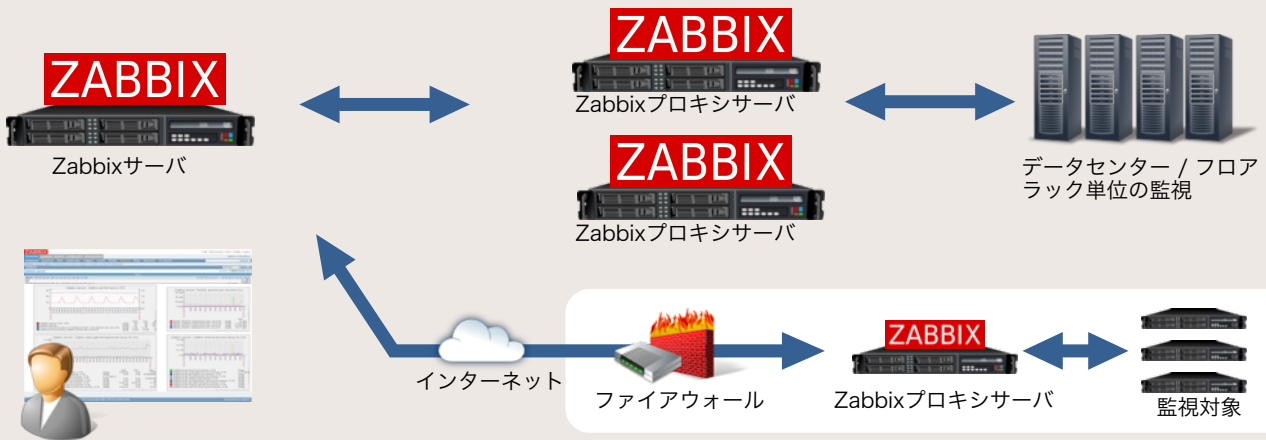 ZABBIX
Zabbixサーバ
ZABBIX
Zabbixプロキシサーバ
ZABBIX
Zabbixプロキシサーバ
データセンター / フロア
ラック単位の監視
ZABBIX
インターネット
ファイアウォール
ZABBIX
Zabbixプロキシサーバ
監視対象